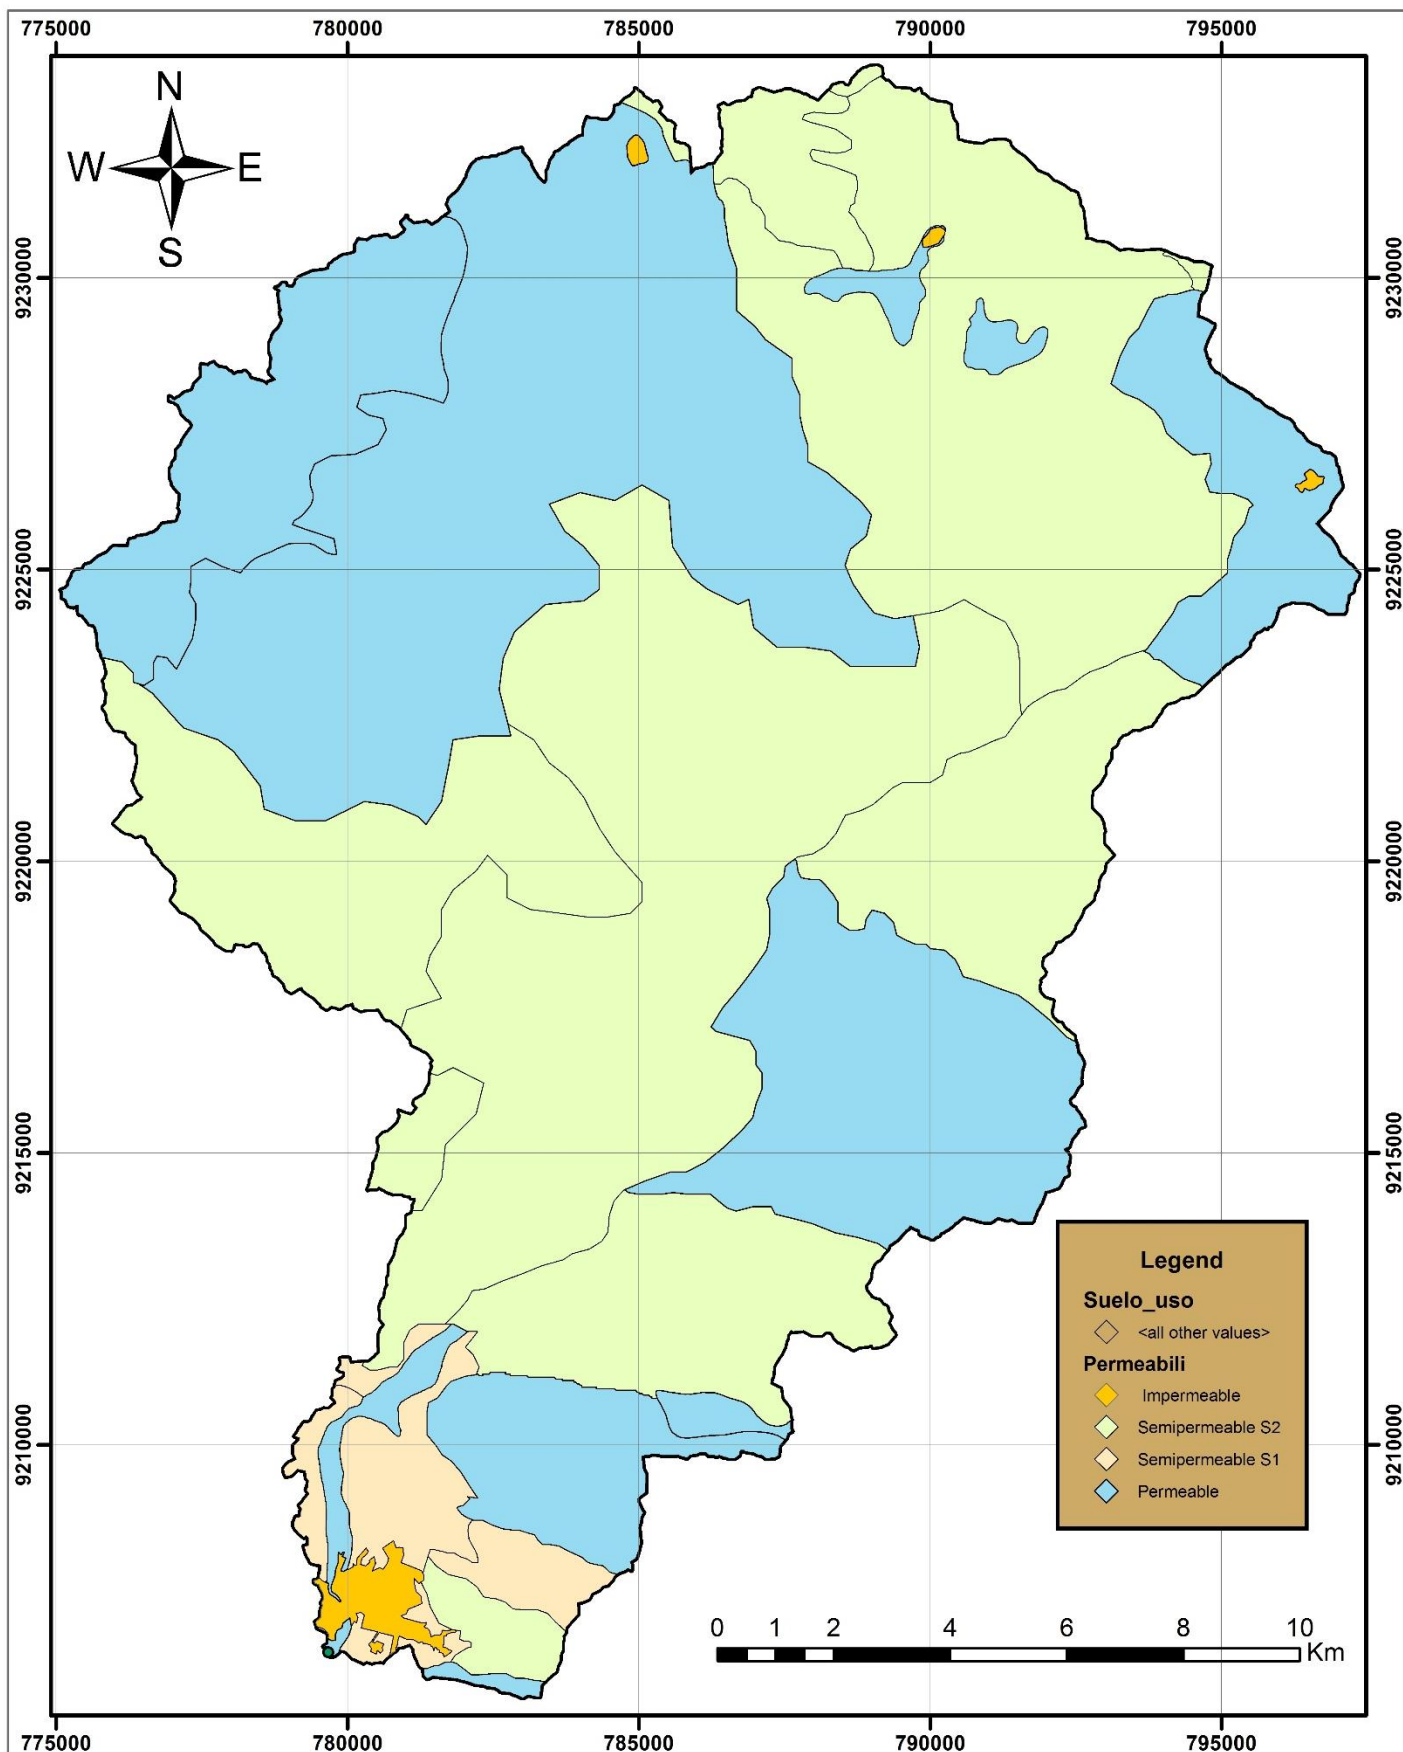 775000 780000 785000 790000 795000
N
W E
S
9230000 9230000
9225000 9225000
9220000 9220000
9215000 9215000
Legend
Suelo_uso
<all other values>
Permeabili
Impermeable
Semipermeable S2
Semipermeable S1
Permeable
9210000 9210000
0 1 2 4 6 8 10
Km
775000 780000 785000 790000 795000